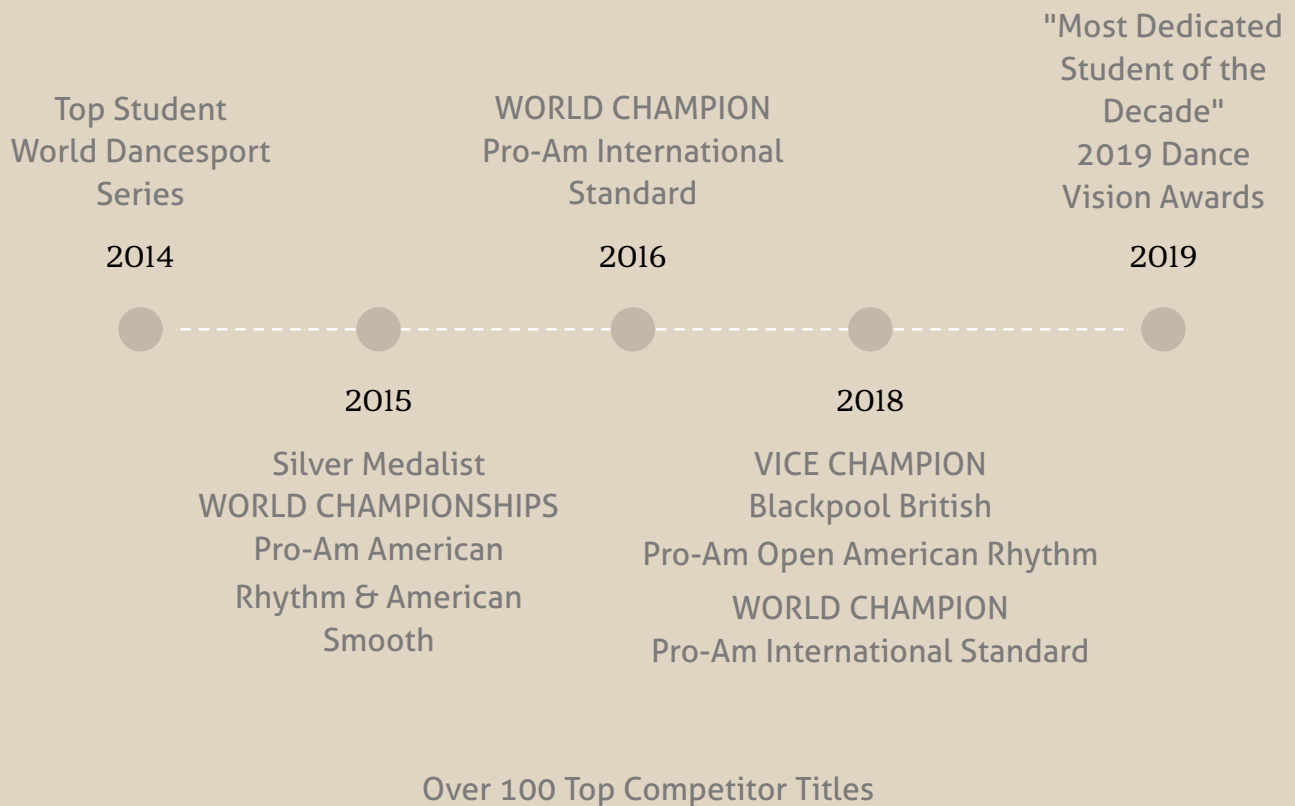 Top Student
World Dancesport
Series
2014
Silver Medalist
WORLD CHAMPIONSHIPS
Pro-Am American
Rhythm & American
Smooth
2015
WORLD CHAMPION
Pro-Am International
Standard
2016
VICE CHAMPION
Blackpool British
Pro-Am Open American Rhythm
WORLD CHAMPION
Pro-Am International Standard
2018
"Most Dedicated
Student of the
Decade"
2019 Dance
Vision Awards
2019
Over 100 Top Competitor Titles